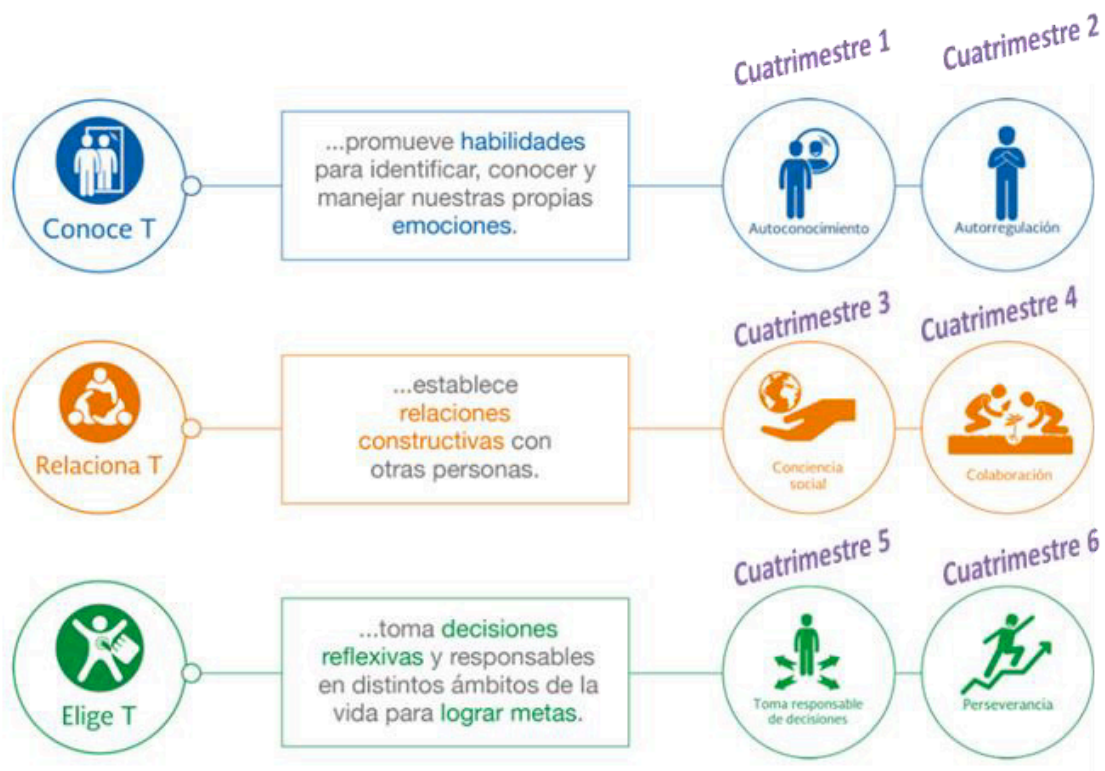 Cuatrimestre 1
Cuatrimestre 2
Conoce T
...promueve habilidades
para identificar, conocer y
manejar nuestras propias
emociones.
Autoconocimiento
Autorregulación
Cuatrimestre 3
Cuatrimestre 4
Relaciona T
...establece
relaciones
constructivas con
otras personas.
Conciencia
social
Colaboración
Cuatrimestre 5
Cuatrimestre 6
Elige T
...toma decisiones
reflexivas y responsables
en distintos ámbitos de la
vida para lograr metas.
Toma responsable
de decisiones
Perseverancia